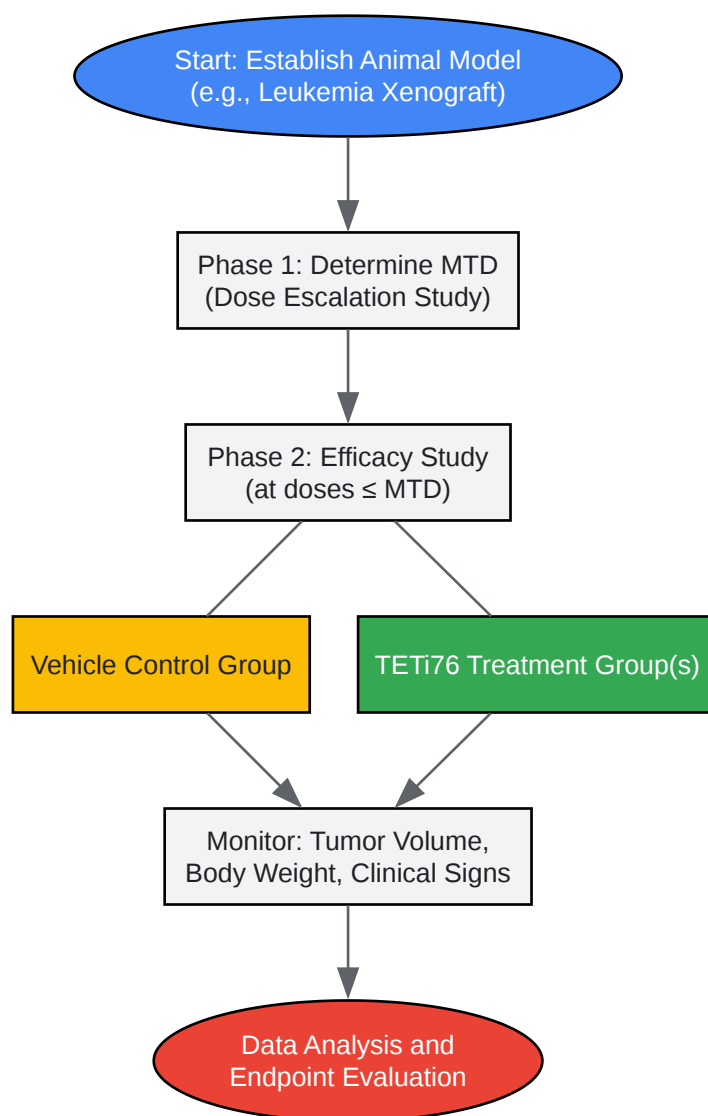 Start: Establish Animal Model
(e.g., Leukemia Xenograft)
Phase 1: Determine MTD
(Dose Escalation Study)
Phase 2: Efficacy Study
(at doses ≤ MTD)
Vehicle Control Group
TETi76 Treatment Group(s)
Monitor: Tumor Volume,
Body Weight, Clinical Signs
Data Analysis and
Endpoint Evaluation